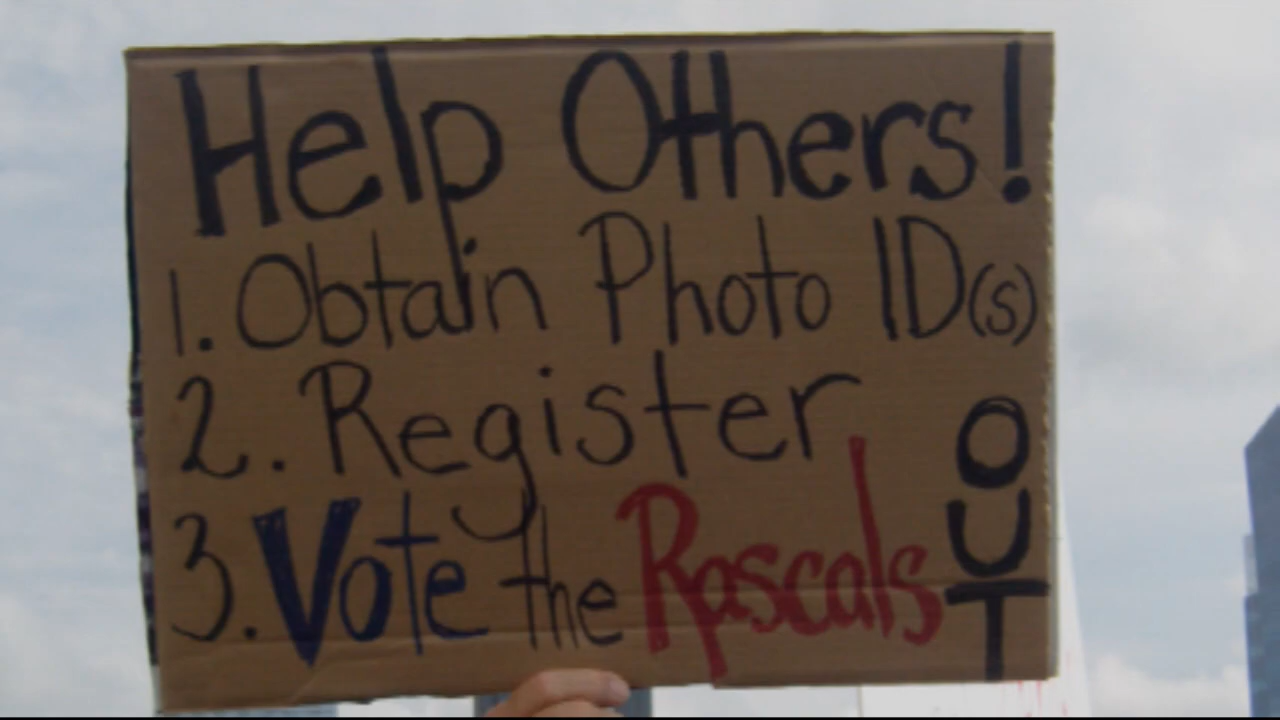 Help Others!
1. Obtain Photo ID(s)
2. Register
3. Vote the Rascals
OUT